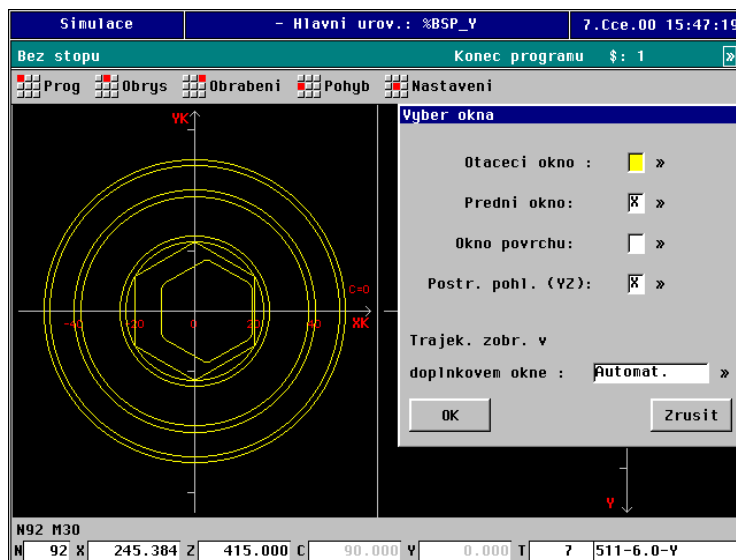 Simulace - Hlavni urov.: %BSP_Y 7.Cce.00 15:47:19
Bez stopu Konec programu $: 1 »
Prog Obrys Obrabeni Pohyb Nastaveni
Vyber okna
Otaceci okno : »
Predni okno: X »
Okno povrchu: »
Postr. pohl. (YZ): X »
Trajek. zobr. v
doplnkovem okne : Automat. »
OK Zrusit
YK
C=0
-40 -20 0 20 40 XK
Y
N92 M30
N 92 X 245.384 Z 415.000 C 90.000 Y 0.000 T 7 511-6.0-Y